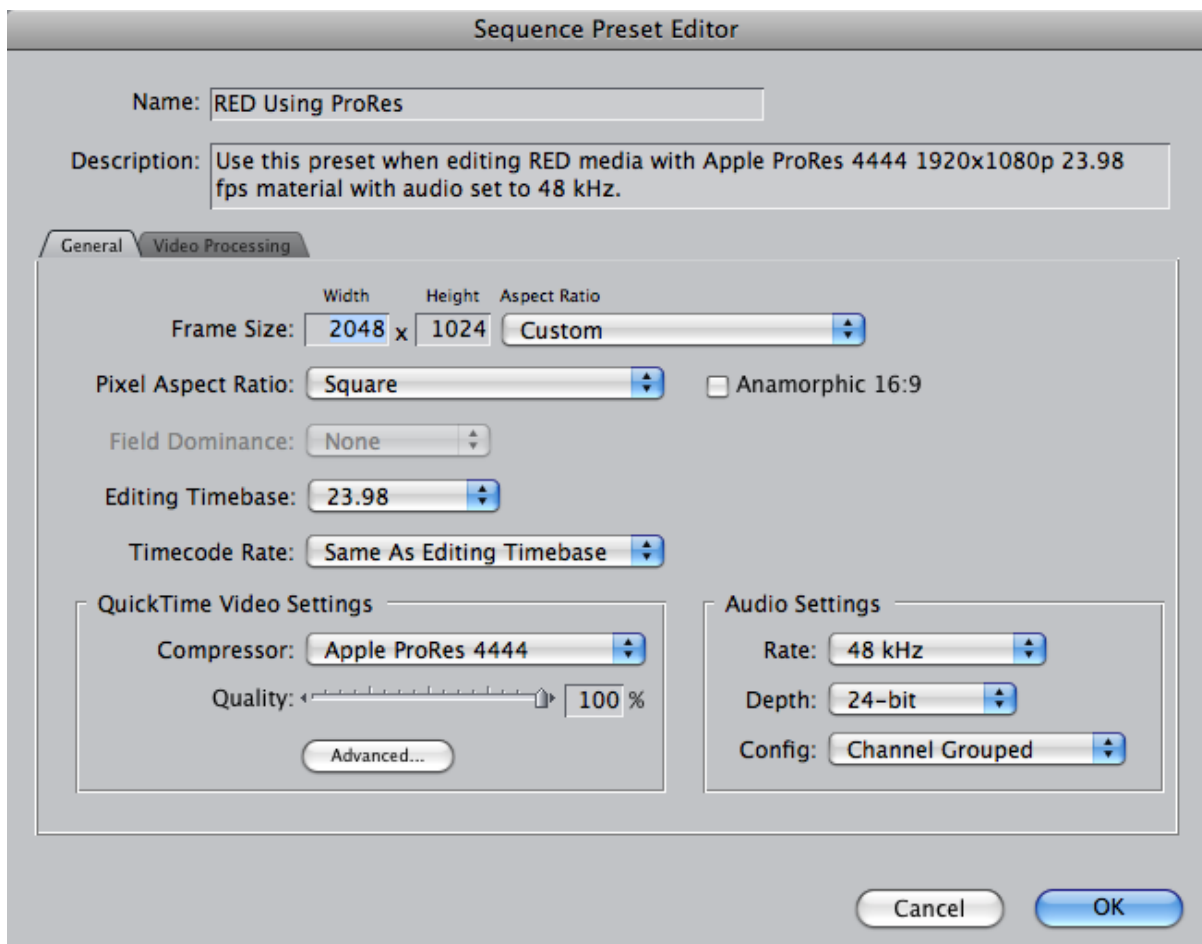 Sequence Preset Editor
Name: RED Using ProRes
Description: Use this preset when editing RED media with Apple ProRes 4444 1920x1080p 23.98
fps material with audio set to 48 kHz.
General Video Processing
Width Height Aspect Ratio
Frame Size: 2048 x 1024 Custom
Pixel Aspect Ratio: Square Anamorphic 16:9
Field Dominance: None
Editing Timebase: 23.98
Timecode Rate: Same As Editing Timebase
QuickTime Video Settings
Compressor: Apple ProRes 4444
Quality: 100 %
Advanced...
Audio Settings
Rate: 48 kHz
Depth: 24-bit
Config: Channel Grouped
Cancel OK